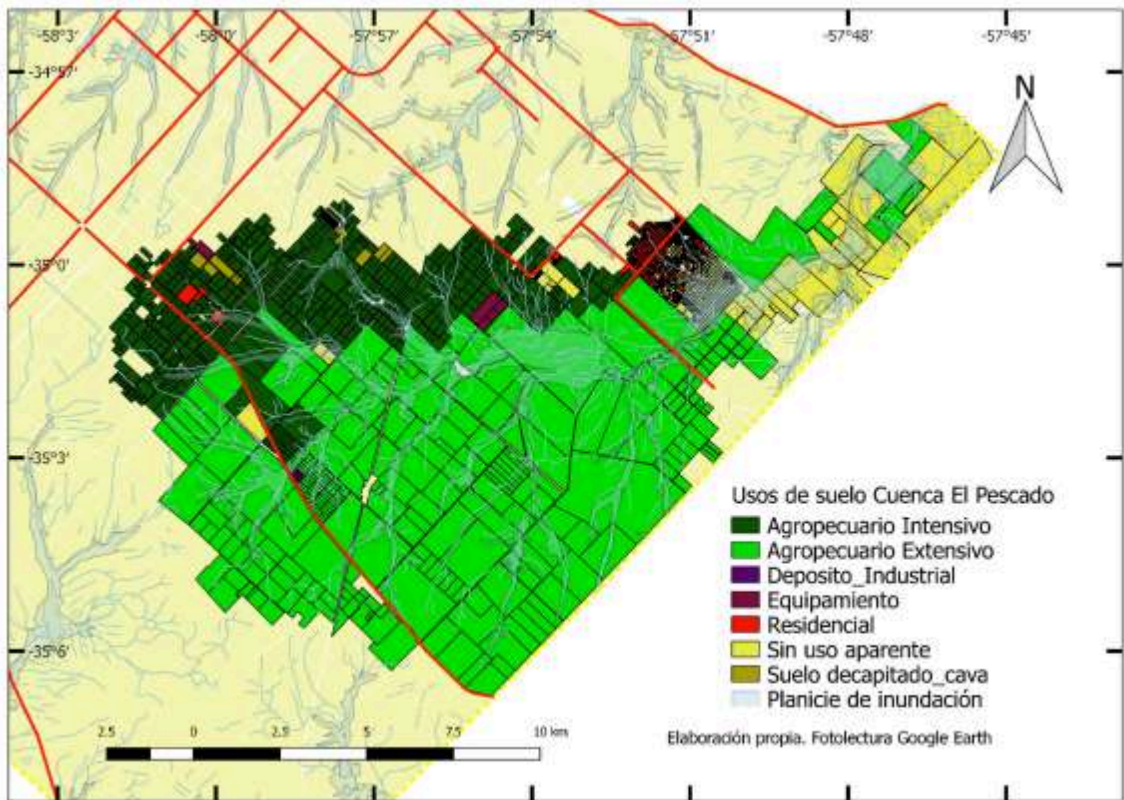 -58°3'
-58°0'
-57°57'
-57°54'
-57°51'
-57°48'
-57°45'
-34°57'
N
-35°0'
-35°3'
Usos de suelo Cuenca El Pescado
Agropecuario Intensivo
Agropecuario Extensivo
Deposito_Industrial
Equipamiento
Residencial
Sin uso aparente
Suelo decapitado_cava
Planicie de inundación
-35°6'
2.5 0 2.5 5 7.5 10 km
Elaboración propia. Fotolectura Google Earth